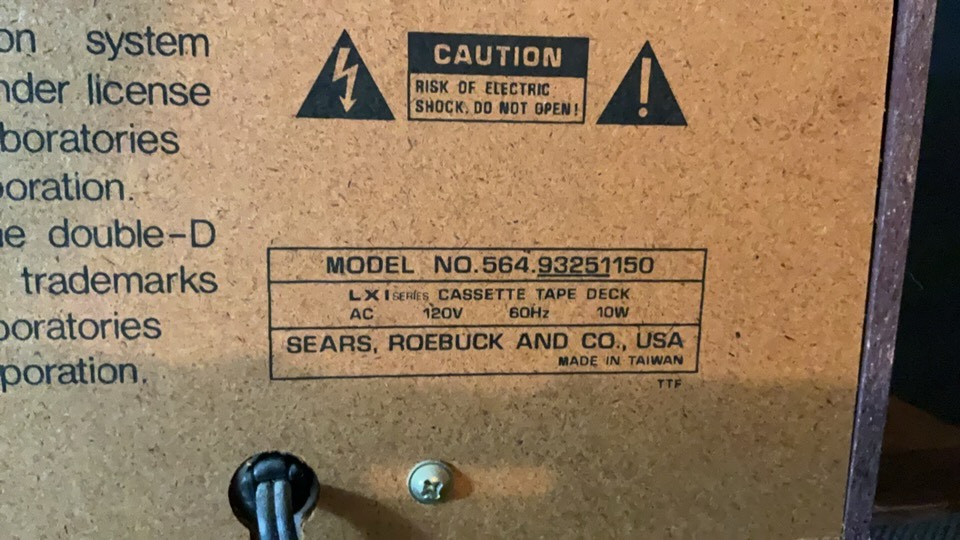 on system
nder license
boratories
poration.
e double-D
trademarks
boratories
poration.
CAUTION
RISK OF ELECTRIC
SHOCK. DO NOT OPEN!
MODEL NO.564.93251150
LXI SERIES CASSETTE TAPE DECK
AC 120V 60Hz 10W
SEARS, ROEBUCK AND CO., USA
MADE IN TAIWAN
TTF